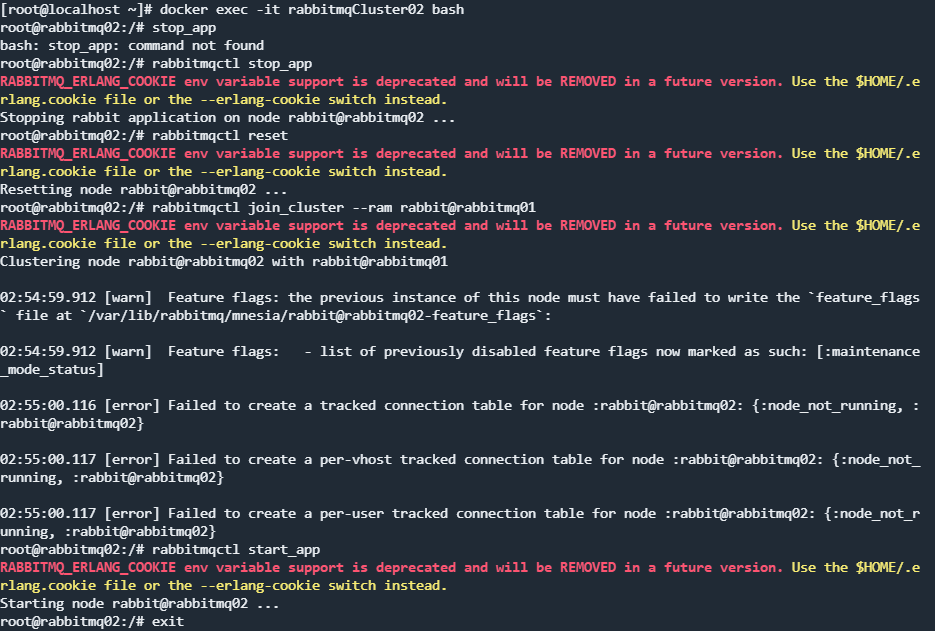 [root@localhost ~]# docker exec -it rabbitmqCluster02 bash
root@rabbitmq02:/# stop_app
bash: stop_app: command not found
root@rabbitmq02:/# rabbitmqctl stop_app
RABBITMQ_ERLANG_COOKIE env variable support is deprecated and will be REMOVED in a future version. Use the $HOME/.e
rlang.cookie file or the --erlang-cookie switch instead.
Stopping rabbit application on node rabbit@rabbitmq02 ...
root@rabbitmq02:/# rabbitmqctl reset
RABBITMQ_ERLANG_COOKIE env variable support is deprecated and will be REMOVED in a future version. Use the $HOME/.e
rlang.cookie file or the --erlang-cookie switch instead.
Resetting node rabbit@rabbitmq02 ...
root@rabbitmq02:/# rabbitmqctl join_cluster --ram rabbit@rabbitmq01
RABBITMQ_ERLANG_COOKIE env variable support is deprecated and will be REMOVED in a future version. Use the $HOME/.e
rlang.cookie file or the --erlang-cookie switch instead.
Clustering node rabbit@rabbitmq02 with rabbit@rabbitmq01
02:54:59.912 [warn]  Feature flags: the previous instance of this node must have failed to write the `feature_flags
` file at `/var/lib/rabbitmq/mnesia/rabbit@rabbitmq02-feature_flags`:
02:54:59.912 [warn]  Feature flags:   - list of previously disabled feature flags now marked as such: [:maintenance
_mode_status]
02:55:00.116 [error] Failed to create a tracked connection table for node :rabbit@rabbitmq02: {:node_not_running, :
rabbit@rabbitmq02}
02:55:00.117 [error] Failed to create a per-vhost tracked connection table for node :rabbit@rabbitmq02: {:node_not_
running, :rabbit@rabbitmq02}
02:55:00.117 [error] Failed to create a per-user tracked connection table for node :rabbit@rabbitmq02: {:node_not_r
unning, :rabbit@rabbitmq02}
root@rabbitmq02:/# rabbitmqctl start_app
RABBITMQ_ERLANG_COOKIE env variable support is deprecated and will be REMOVED in a future version. Use the $HOME/.e
rlang.cookie file or the --erlang-cookie switch instead.
Starting node rabbit@rabbitmq02 ...
root@rabbitmq02:/# exit